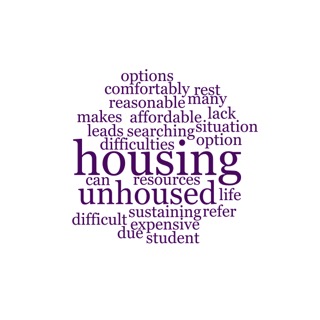 options
comfortably rest
reasonable many
makes affordable lack
leads searching situation
difficulties option
housing
can resources
unhoused life
sustaining refer
difficult expensive
due student